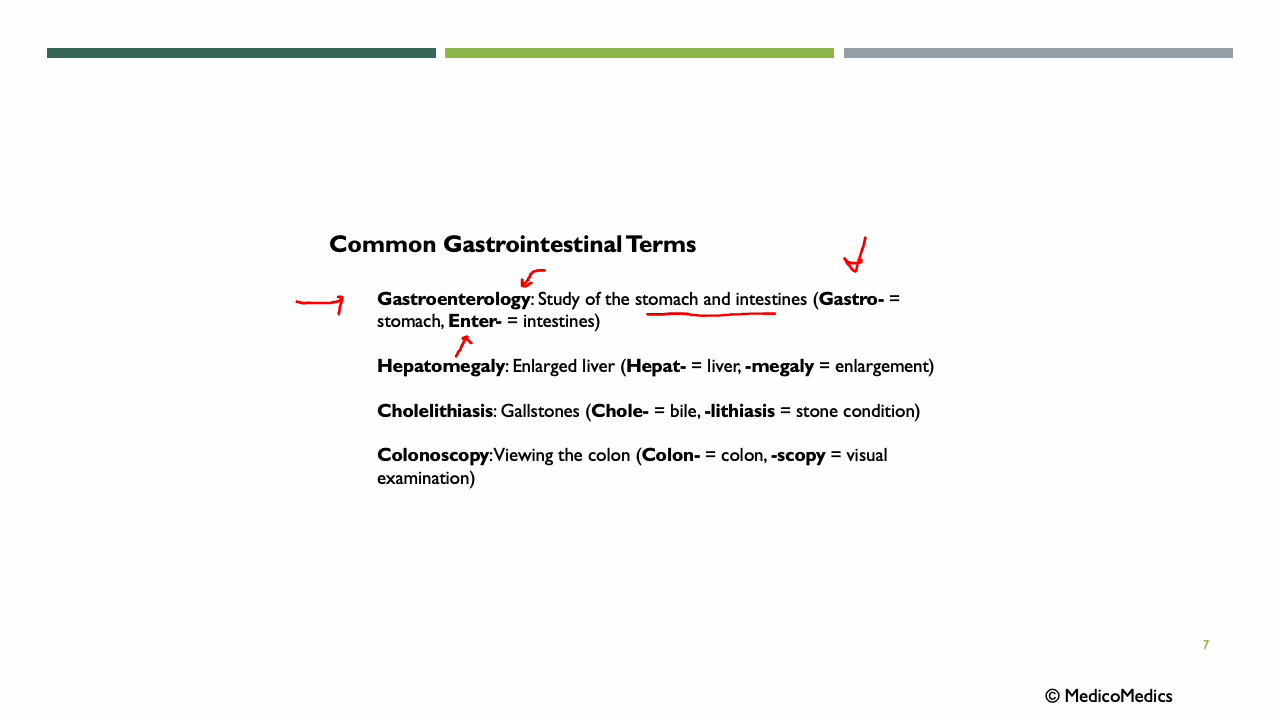 Common Gastrointestinal Terms
Gastroenterology: Study of the stomach and intestines (Gastro- =
stomach, Enter- = intestines)
Hepatomegaly: Enlarged liver (Hepat- = liver, -megaly = enlargement)
Cholelithiasis: Gallstones (Chole- = bile, -lithiasis = stone condition)
Colonoscopy: Viewing the colon (Colon- = colon, -scopy = visual
examination)
7
© MedicoMedics